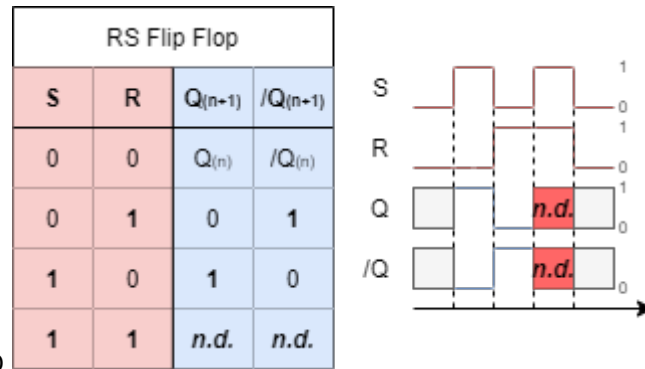 RS Flip Flop
S R Q(n+1) /Q(n+1)
0 0 Q(n) /Q(n)
0 1 0 1
1 0 1 0
1 1 n.d. n.d.
S 1 0
R 1 0
Q n.d. 1 0
/Q n.d. 0